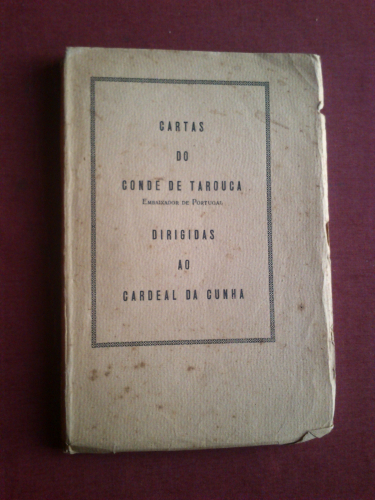 CARTAS
DO
CONDE DE TAROUCA
EMBAIXADOR DE PORTUGAL
DIRIGIDAS
AO
CARDEAL DA CUNHA